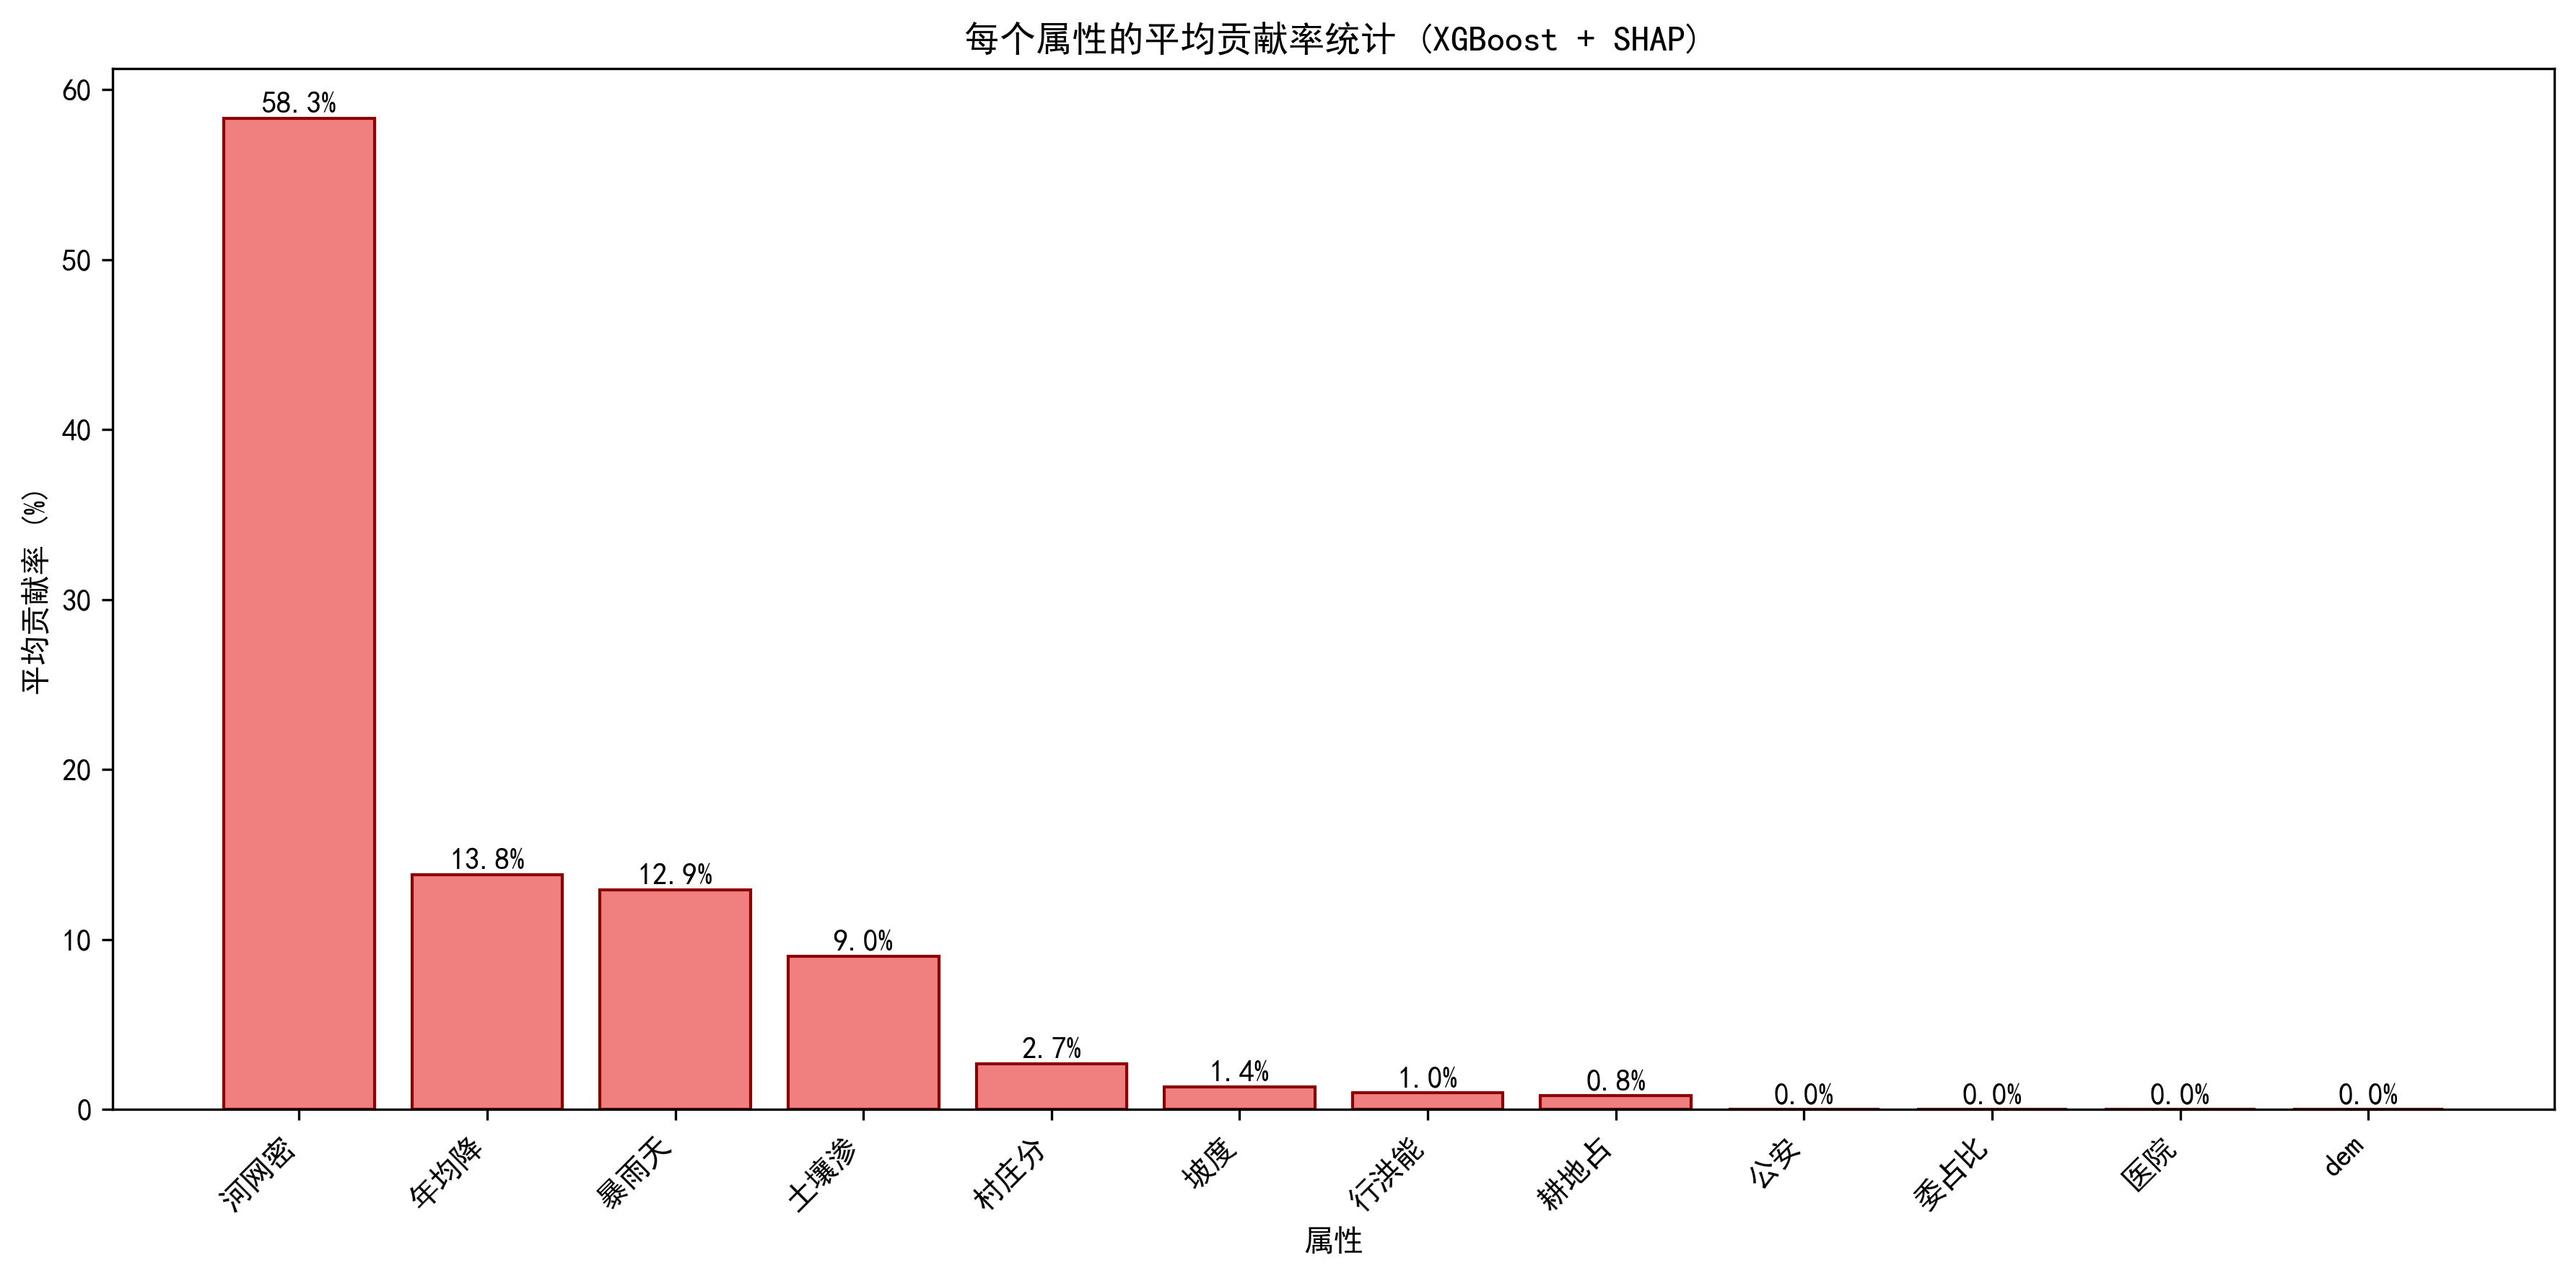 每个属性的平均贡献率统计 (XGBoost + SHAP)
平均贡献率 (%)
60
50
40
30
20
10
0
58.3%
13.8%
12.9%
9.0%
2.7%
1.4%
1.0%
0.8%
0.0%
0.0%
0.0%
0.0%
河网密
年均降
暴雨天
土壤渗
村庄分
坡度
行洪能
耕地占
公安
委占比
医院
dem
属性